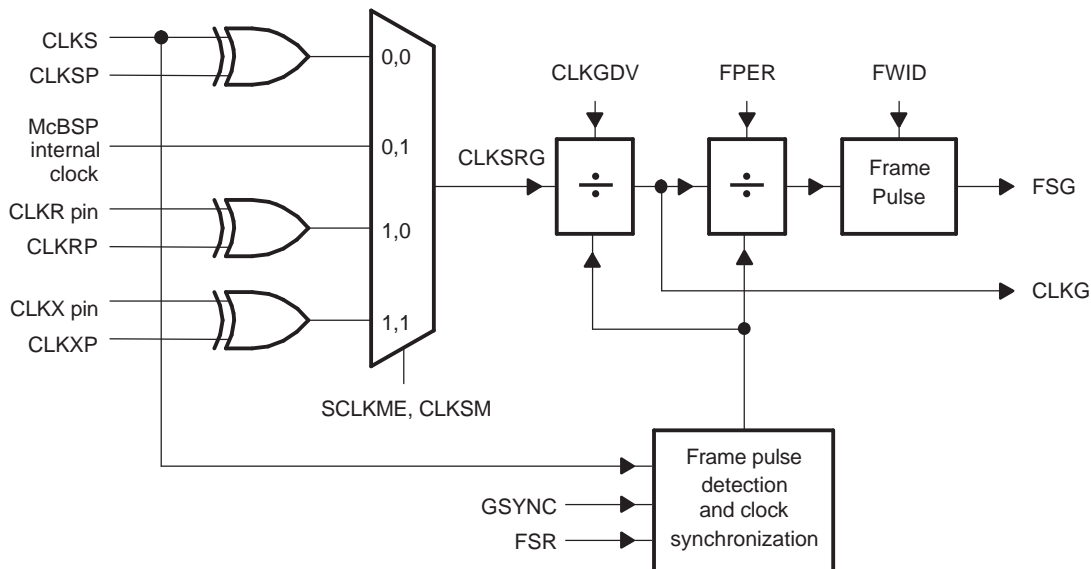 CLKS
CLKSP
McBSP
internal
clock
CLKR pin
CLKRP
CLKX pin
CLKXP
0,0
0,1
1,0
1,1
SCLKME, CLKSM
CLKSRG
CLKGDV
÷
FPER
÷
FWID
Frame
Pulse
FSG
CLKG
GSYNC
FSR
Frame pulse
detection
and clock
synchronization